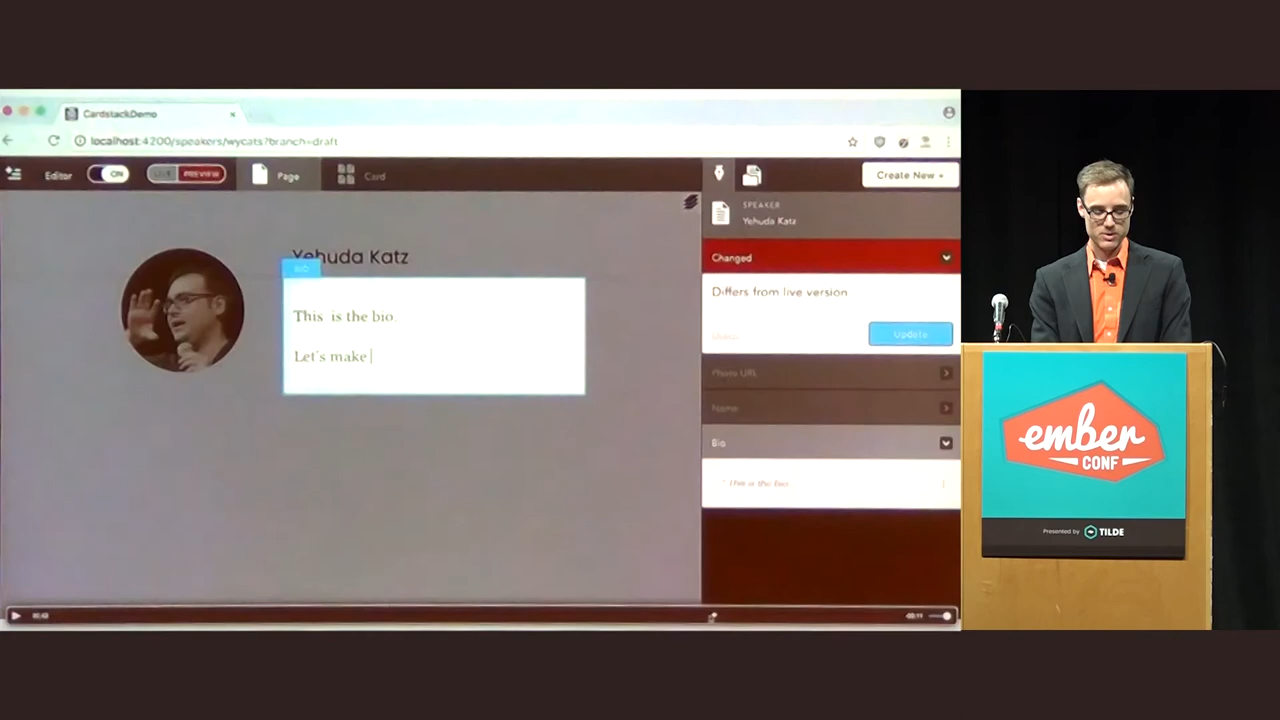 CardstackDemo
localhost:4200/speakers/wycats?branch=draft
Editor
ON
LIVE
PREVIEW
Page
Card
Create New +
SPEAKER
Yehuda Katz
Yehuda Katz
BIO
This is the bio.
Let's make
Changed
Differs from live version
Update
Name
Bio
This is the bio.
ember
CONF
Presented by TILDE